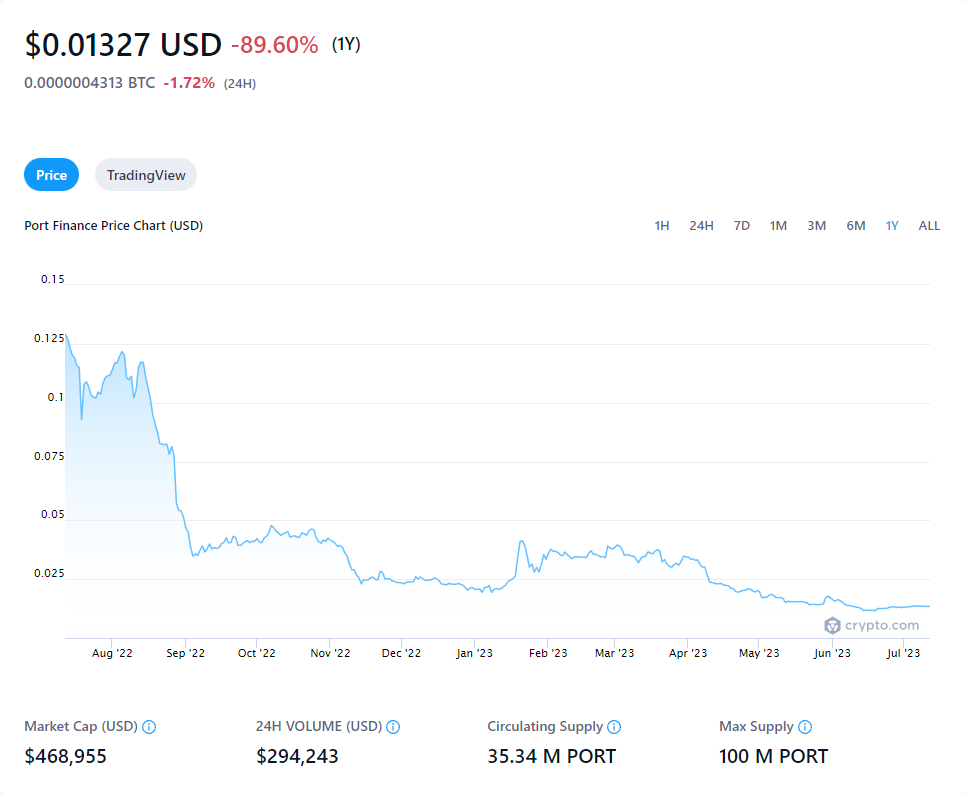 $0.01327 USD -89.60% (1Y)
0.0000004313 BTC -1.72% (24H)
Price TradingView
Port Finance Price Chart (USD) 1H 24H 7D 1M 3M 6M 1Y ALL
0.15
0.125
0.1
0.075
0.05
0.025
crypto.com
Aug '22 Sep '22 Oct '22 Nov '22 Dec '22 Jan '23 Feb '23 Mar '23 Apr '23 May '23 Jun '23 Jul '23
Market Cap (USD) 24H VOLUME (USD) Circulating Supply Max Supply
$468,955 $294,243 35.34 M PORT 100 M PORT